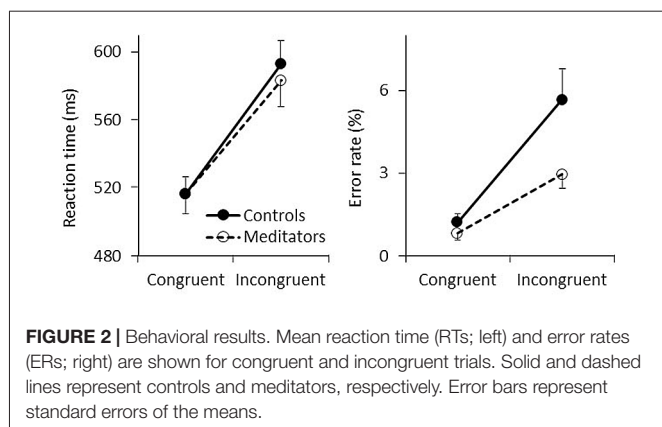 600
560
520
480
Reaction time (ms)
Controls
Meditators
Congruent Incongruent
6
3
0
Error rate (%)
Congruent Incongruent
FIGURE 2 | Behavioral results. Mean reaction time (RTs; left) and error rates
(ERs; right) are shown for congruent and incongruent trials. Solid and dashed
lines represent controls and meditators, respectively. Error bars represent
standard errors of the means.